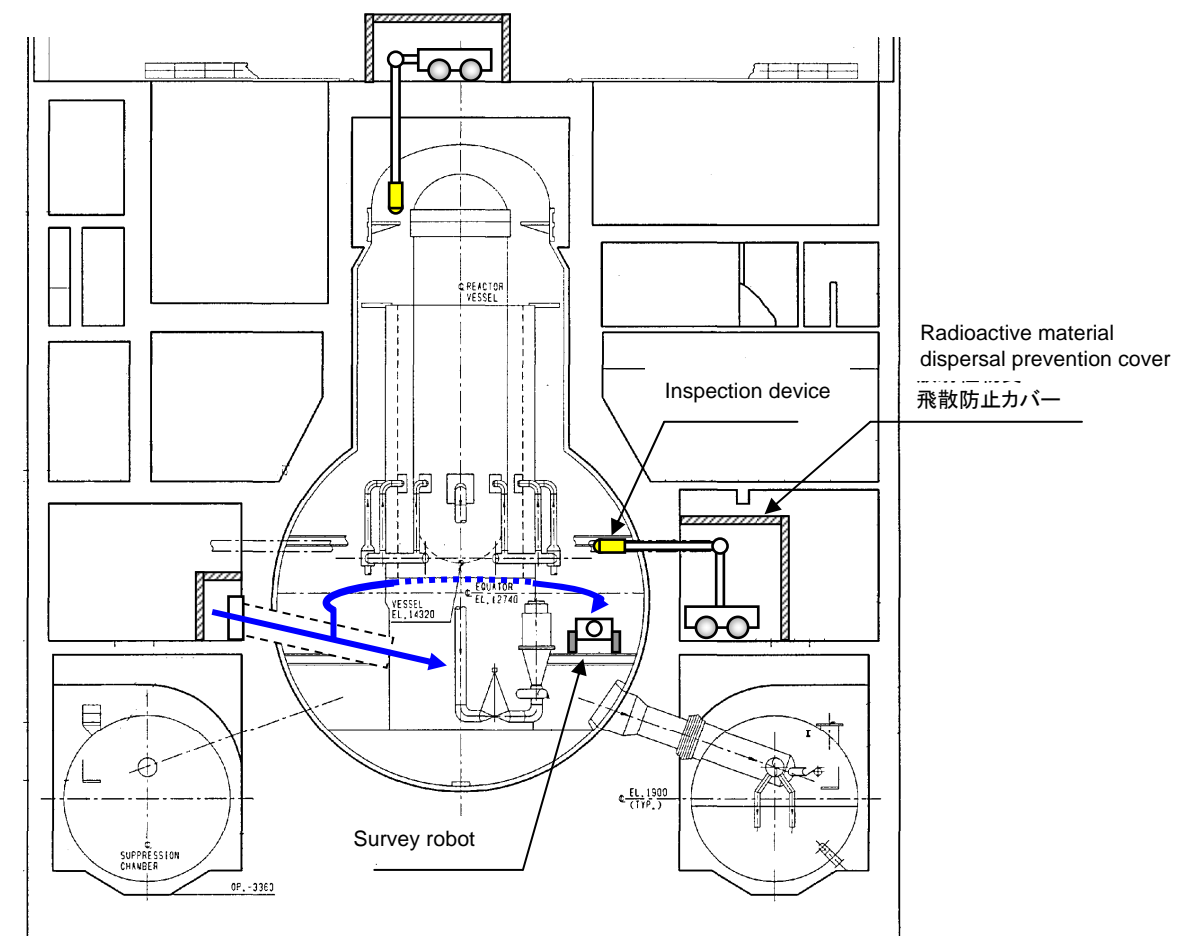 ℄ REACTOR
VESSEL
Radioactive material
dispersal prevention cover
飛散防止カバー
Inspection device
℄ EQUATOR
EL.12740
VESSEL
EL.14320
I
℄ EL.1900
(TYP.)
Survey robot
℄
SUPPRESSION
CHAMBER
OP.-3360